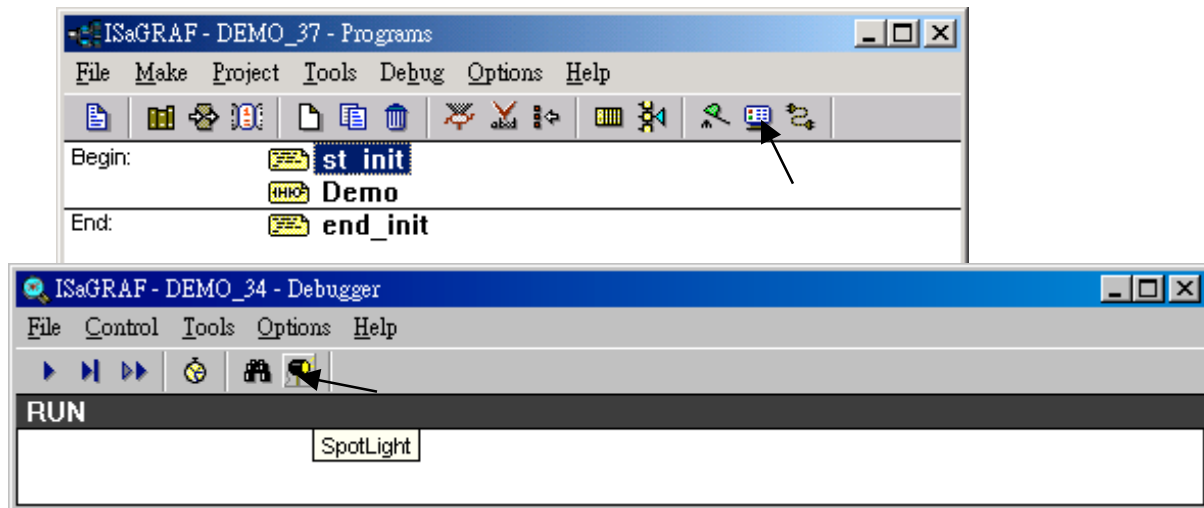 ISaGRAF - DEMO_37 - Programs
File Make Project Tools Debug Options Help
Begin: st_init
Demo
End: end_init
ISaGRAF - DEMO_34 - Debugger
File Control Tools Options Help
RUN
SpotLight